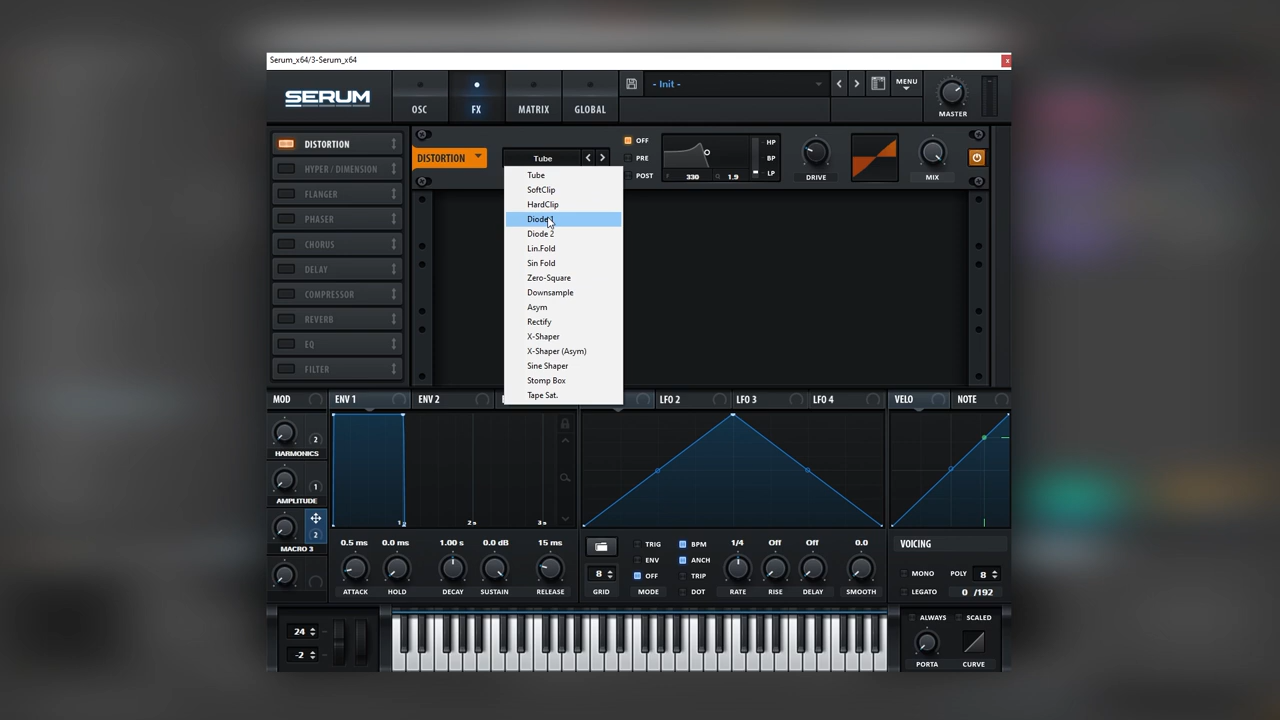 Serum_x64/3-Serum_x64
x
SERUM
OSC
FX
MATRIX
GLOBAL
- Init -
MENU
MASTER
DISTORTION
HYPER / DIMENSION
FLANGER
PHASER
CHORUS
DELAY
COMPRESSOR
REVERB
EQ
FILTER
DISTORTION
Tube
OFF
PRE
POST
F 330 Q 1.9
HP
BP
LP
DRIVE
MIX
Tube
SoftClip
HardClip
Diode 1
Diode 2
Lin.Fold
Sin Fold
Zero-Square
Downsample
Asym
Rectify
X-Shaper
X-Shaper (Asym)
Sine Shaper
Stomp Box
Tape Sat.
MOD
ENV 1
ENV 2
LFO 2
LFO 3
LFO 4
VELO
NOTE
2
HARMONICS
1
AMPLITUDE
2
MACRO 3
2 s
3 s
0.5 ms
0.0 ms
1.00 s
0.0 dB
15 ms
ATTACK
HOLD
DECAY
SUSTAIN
RELEASE
8
GRID
TRIG
ENV
OFF
MODE
BPM
ANCH
TRIP
DOT
1/4
Off
Off
0.0
RATE
RISE
DELAY
SMOOTH
VOICING
MONO
POLY 8
LEGATO
0 /192
24
-2
ALWAYS
SCALED
PORTA
CURVE